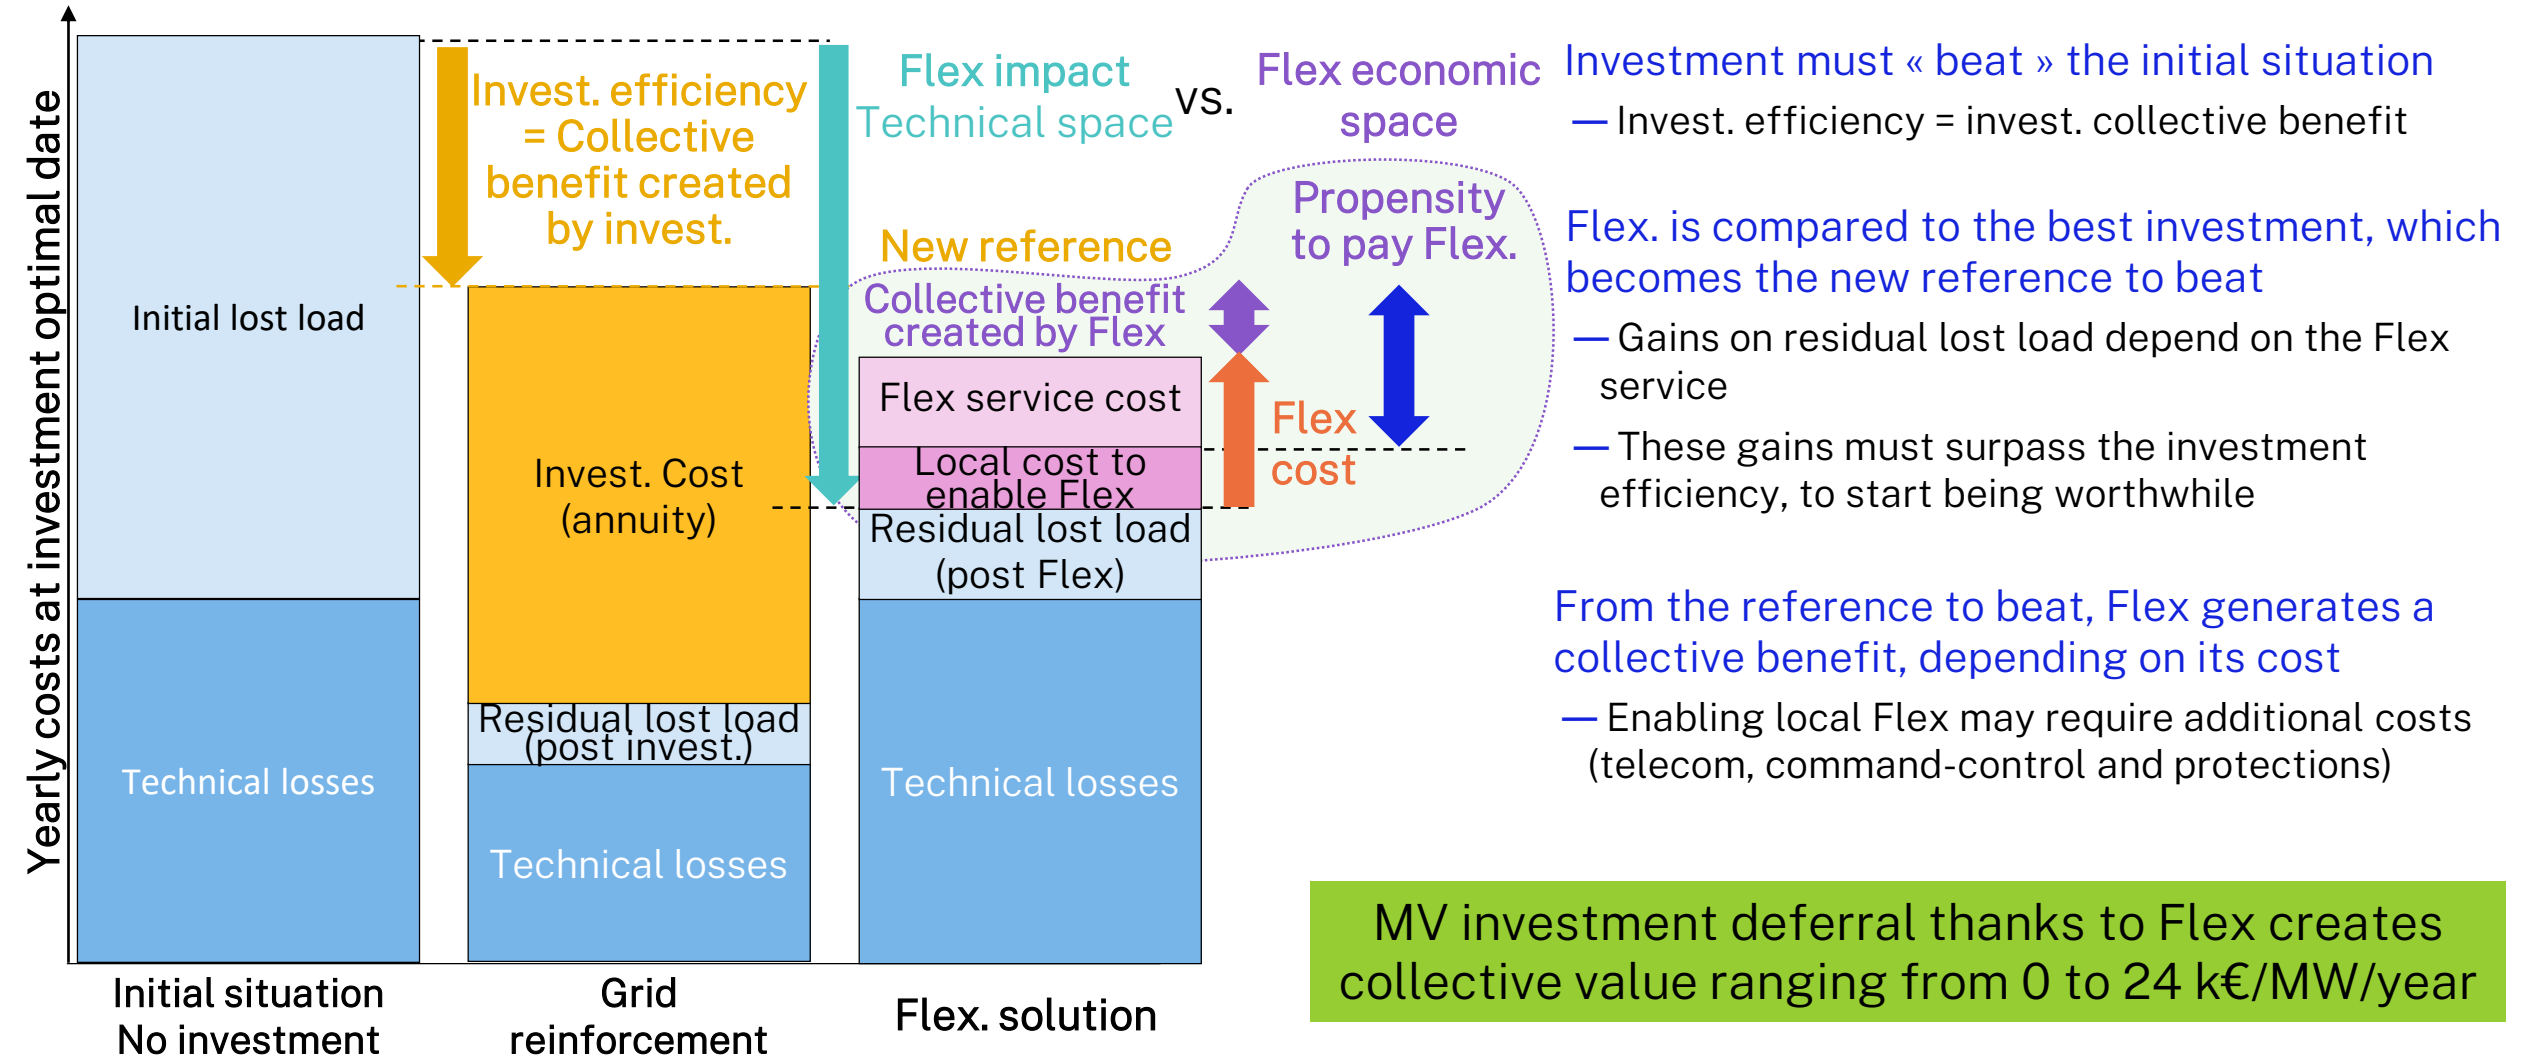 Yearly costs at investment optimal date
Initial lost load
Technical losses
Initial situation
No investment
Invest. efficiency
= Collective
benefit created
by invest.
Invest. Cost
(annuity)
Residual lost load
(post invest.)
Technical losses
Grid
reinforcement
Flex impact
Technical space
vs.
Flex economic
space
New reference
Collective benefit
created by Flex
Propensity
to pay Flex.
Flex service cost
Local cost to
enable Flex
Flex
cost
Residual lost load
(post Flex)
Technical losses
Flex. solution
Investment must « beat » the initial situation
— Invest. efficiency = invest. collective benefit
Flex. is compared to the best investment, which
becomes the new reference to beat
— Gains on residual lost load depend on the Flex
service
— These gains must surpass the investment
efficiency, to start being worthwhile
From the reference to beat, Flex generates a
collective benefit, depending on its cost
— Enabling local Flex may require additional costs
(telecom, command-control and protections)
MV investment deferral thanks to Flex creates
collective value ranging from 0 to 24 k€/MW/year